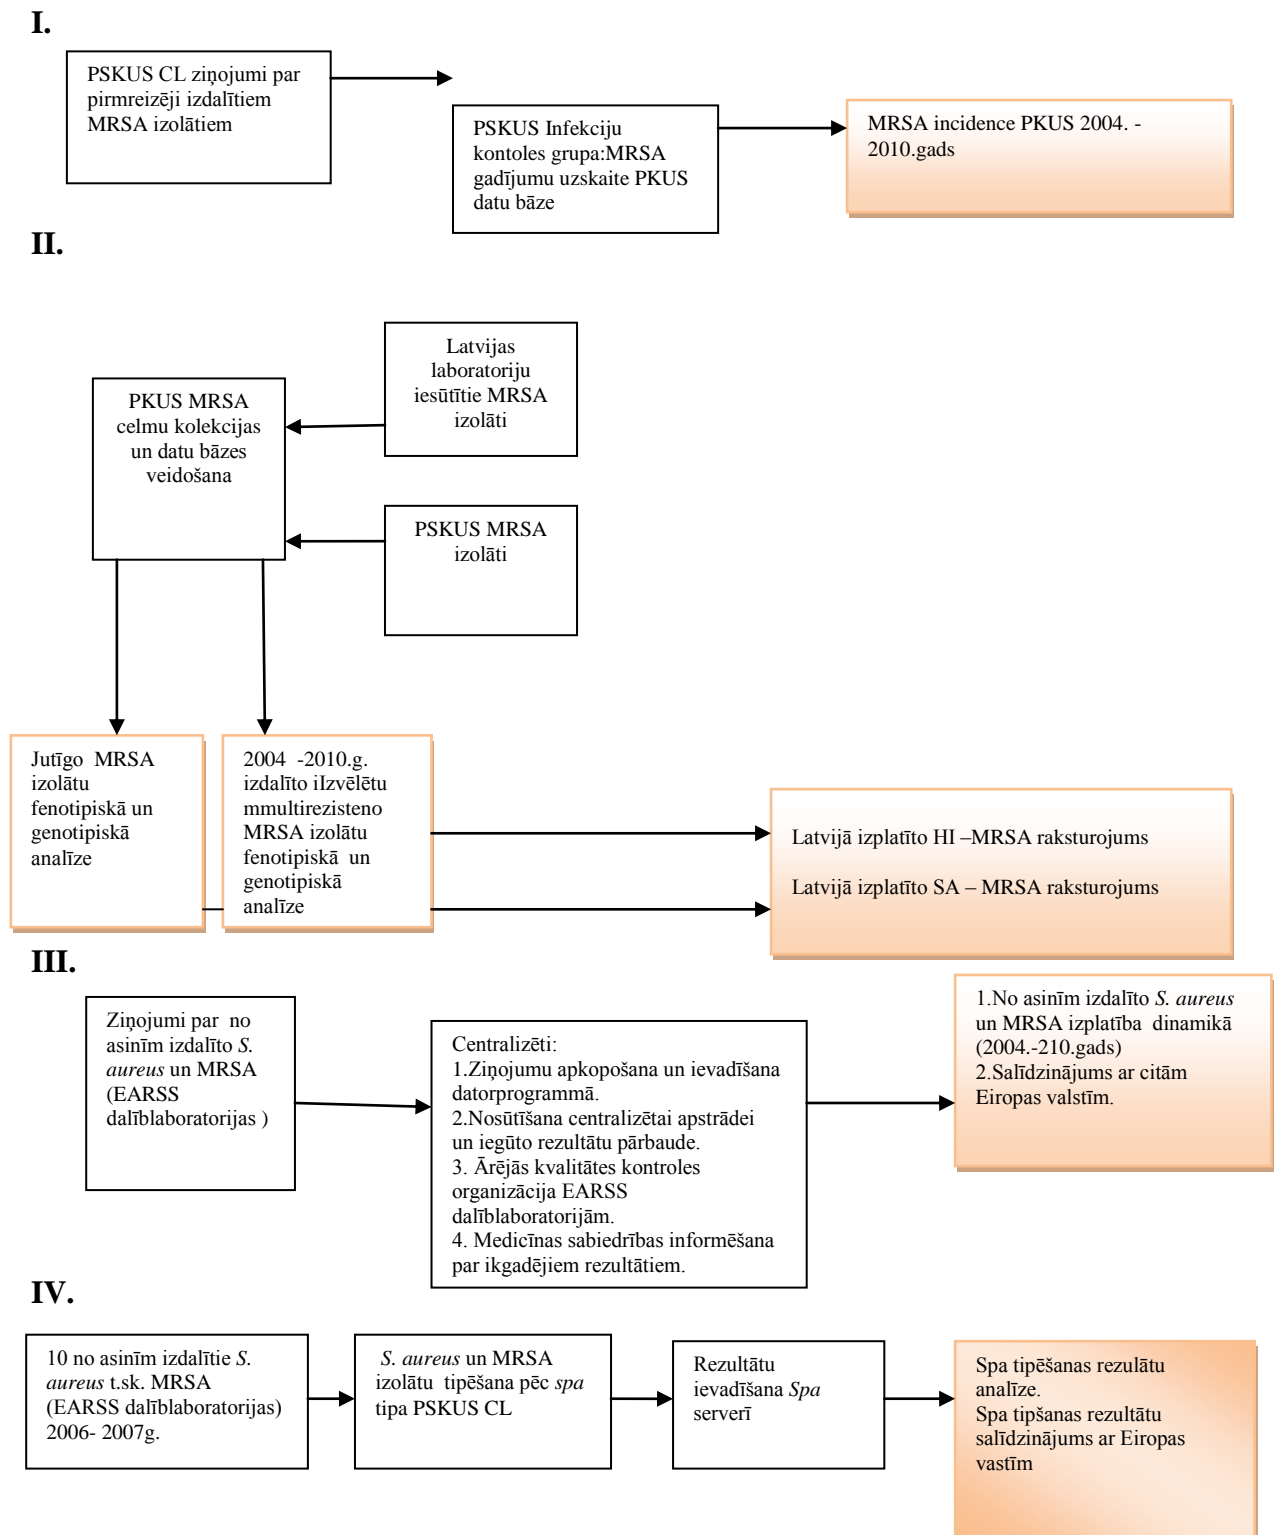 I.
PSKUS CL ziņojumi par
pirmreizēji izdalītiem
MRSA izolātiem
PSKUS Infekciju
kontoles grupa:MRSA
gadījumu uzskaite PKUS
datu bāze
MRSA incidence PKUS 2004. -
2010.gads
II.
Latvijas
laboratoriju
iesūtītie MRSA
izolāti
PKUS MRSA
celmu kolekcijas
un datu bāzes
veidošana
PSKUS MRSA
izolāti
Jutīgo MRSA
izolātu
fenotipiskā un
genotipiskā
analīze
2004 -2010.g.
izdalīto iIzvēlētu
mmultirezisteno
MRSA izolātu
fenotipiskā un
genotipiskā
analīze
Latvijā izplatīto HI –MRSA raksturojums
Latvijā izplatīto SA – MRSA raksturojums
III.
Ziņojumi par no
asinīm izdalīto S.
aureus un MRSA
(EARSS
dalīblaboratorijas )
Centralizēti:
1.Ziņojumu apkopošana un ievadīšana
datorprogrammā.
2.Nosūtīšana centralizētai apstrādei
un iegūto rezultātu pārbaude.
3. Ārējās kvalitātes kontroles
organizācija EARSS
dalīblaboratorijām.
4. Medicīnas sabiedrības informēšana
par ikgadējiem rezultātiem.
1.No asinīm izdalīto S. aureus
un MRSA izplatība dinamikā
(2004.-210.gads)
2.Salīdzinājums ar citām
Eiropas valstīm.
IV.
10 no asinīm izdalītie S.
aureus t.sk. MRSA
(EARSS dalīblaboratorijas)
2006- 2007g.
S. aureus un MRSA
izolātu tipēšana pēc spa
tipa PSKUS CL
Rezultātu
ievadīšana Spa
serverī
Spa tipēšanas rezulātu
analīze.
Spa tipšanas rezultātu
salīdzinājums ar Eiropas
vastīm